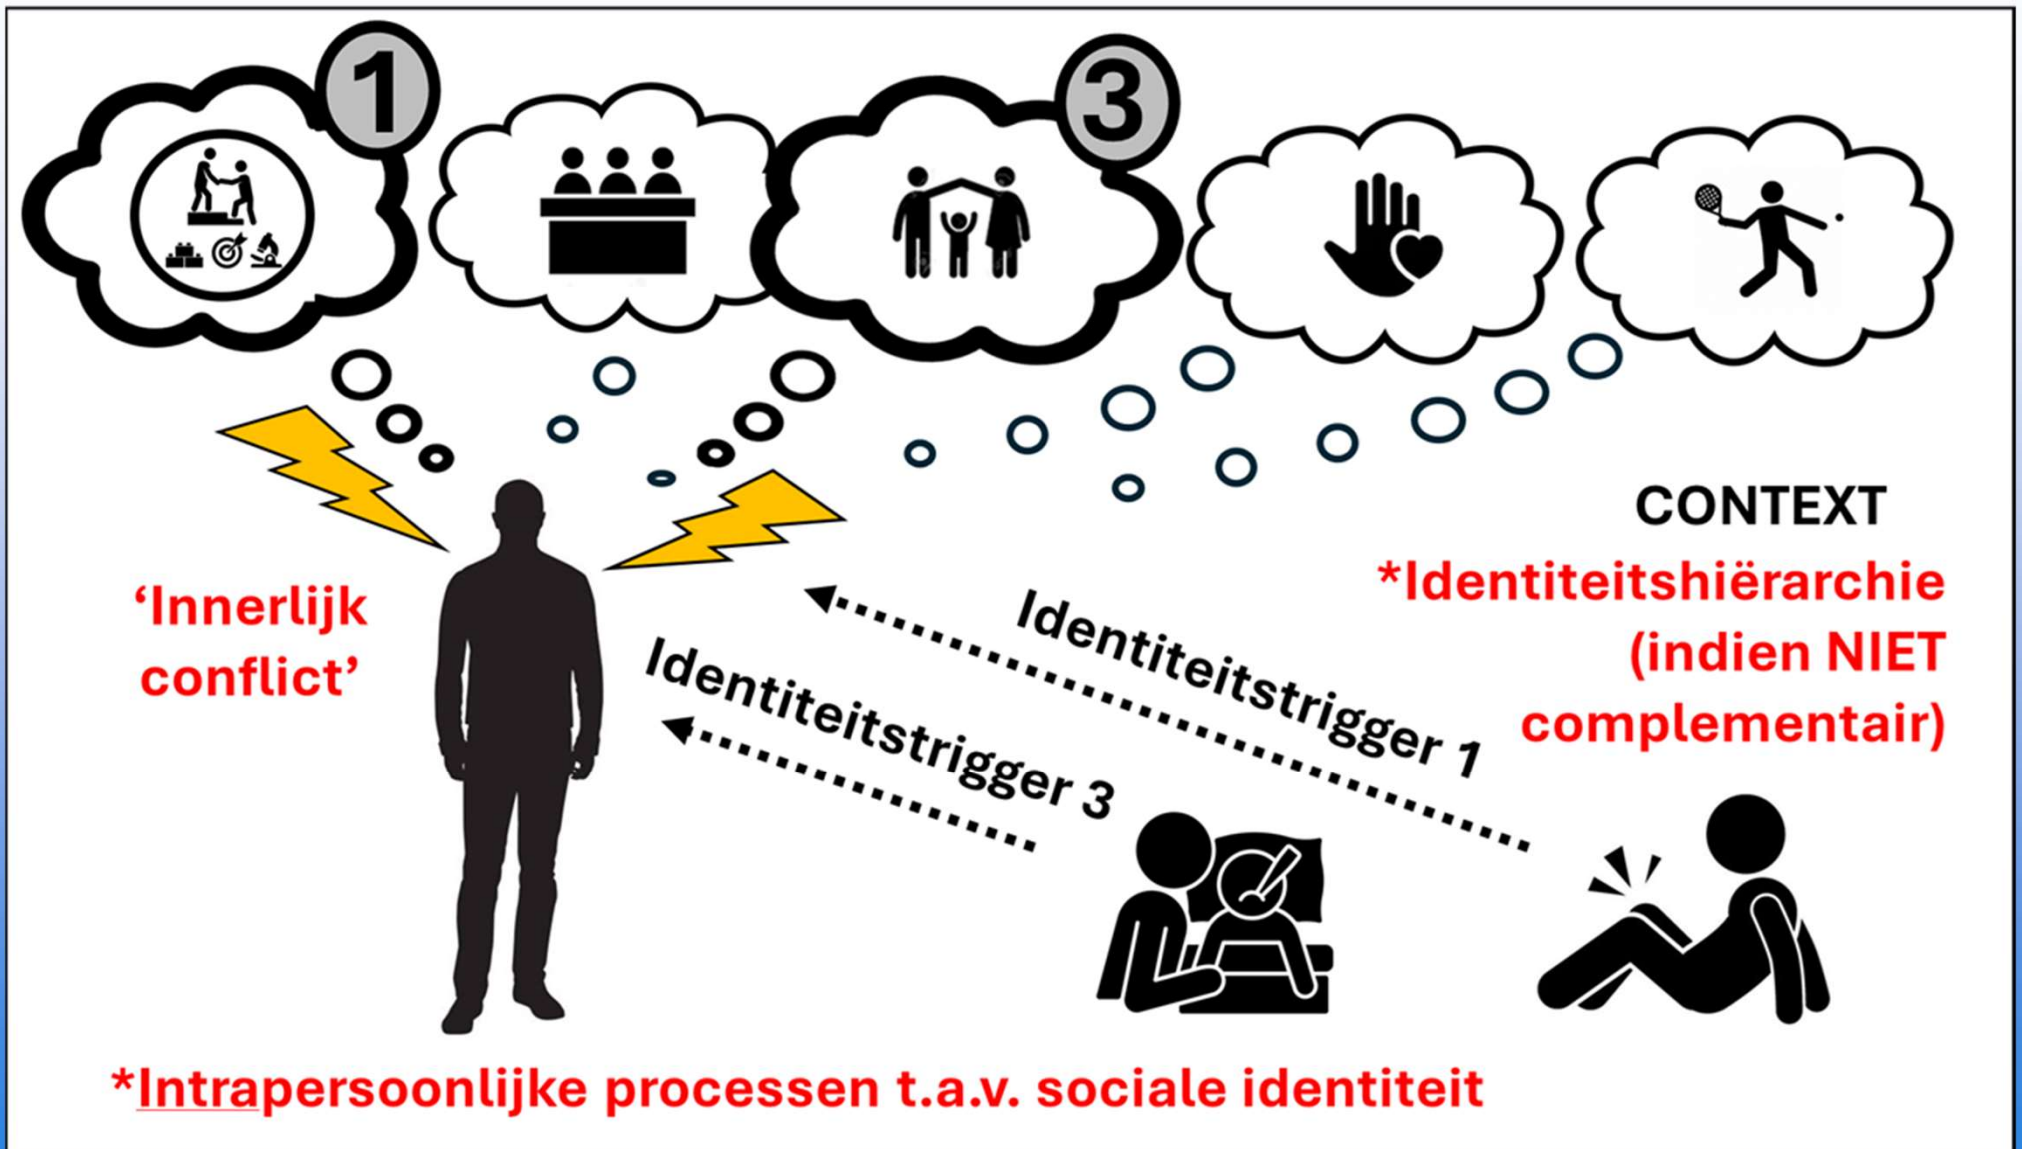 1
3
CONTEXT
*Identiteitshiërarchie
(indien NIET
complementair)
‘Innerlijk
conflict’
Identiteitstrigger 1
Identiteitstrigger 3
*Intrapersoonlijke processen t.a.v. sociale identiteit